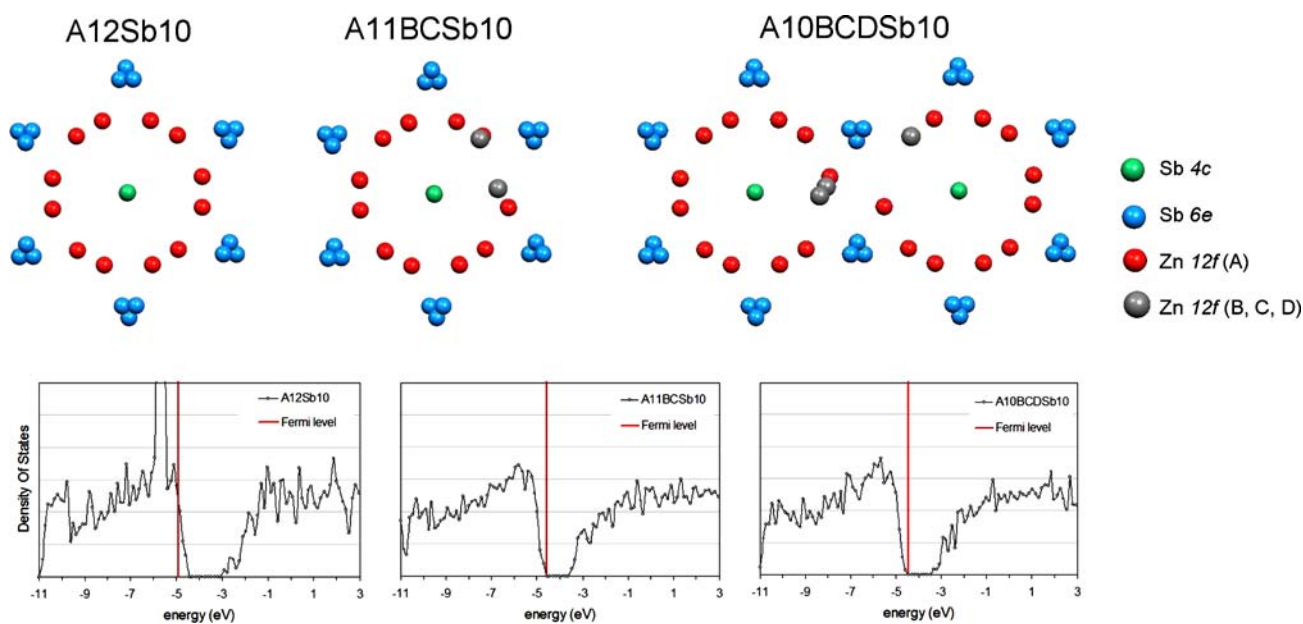 A12Sb10
A11BCSb10
A10BCDSb10
Sb 4c
Sb 6e
Zn 12f (A)
Zn 12f (B, C, D)
Density Of States
A12Sb10
Fermi level
-11 -9 -7 -5 -3 -1 1 3
energy (eV)
A11BCSb10
Fermi level
-11 -9 -7 -5 -3 -1 1 3
energy (eV)
A10BCDSb10
Fermi level
-11 -9 -7 -5 -3 -1 1 3
energy (eV)